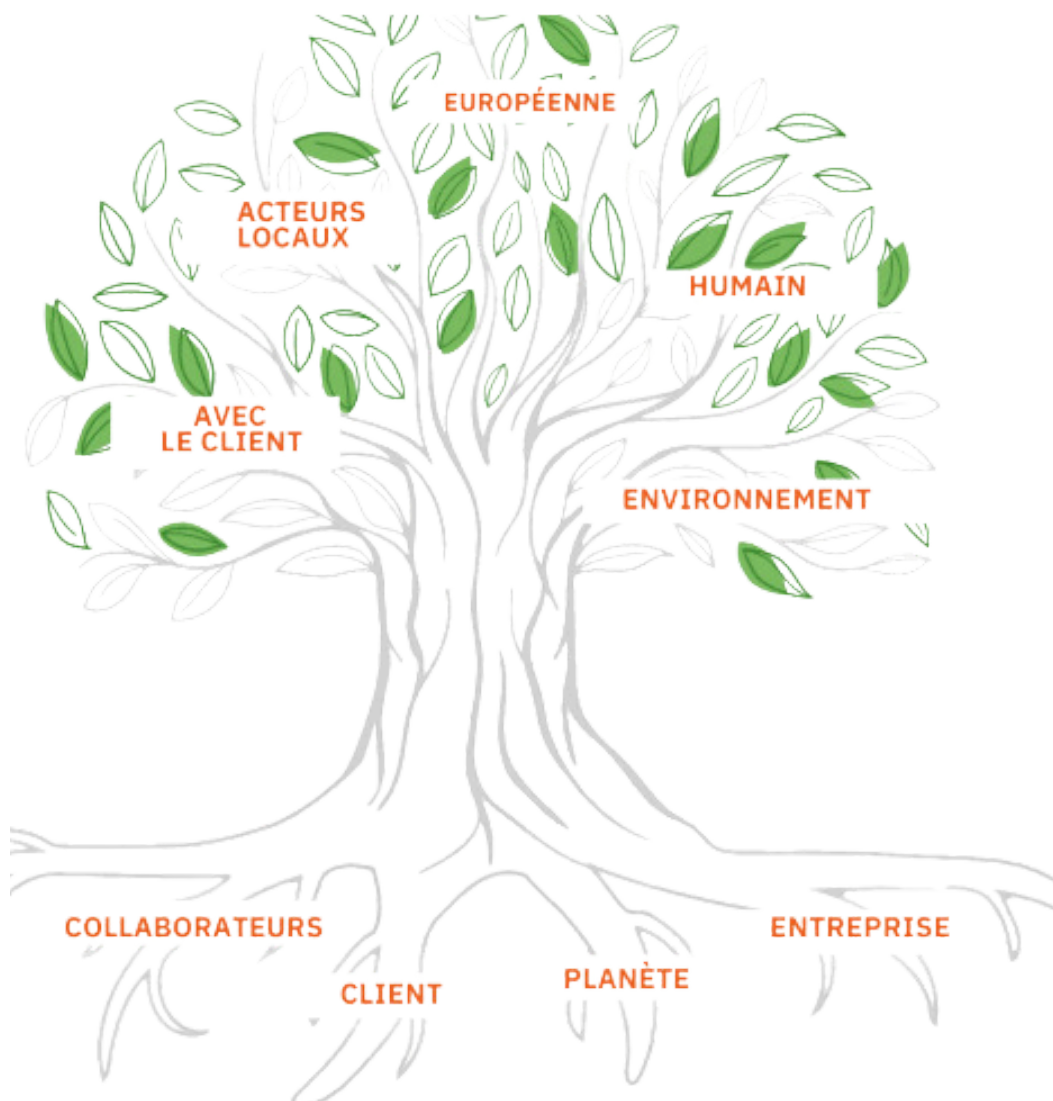 EUROPÉENNE
ACTEURS
LOCAUX
HUMAIN
AVEC
LE CLIENT
ENVIRONNEMENT
COLLABORATEURS
ENTREPRISE
CLIENT
PLANÈTE